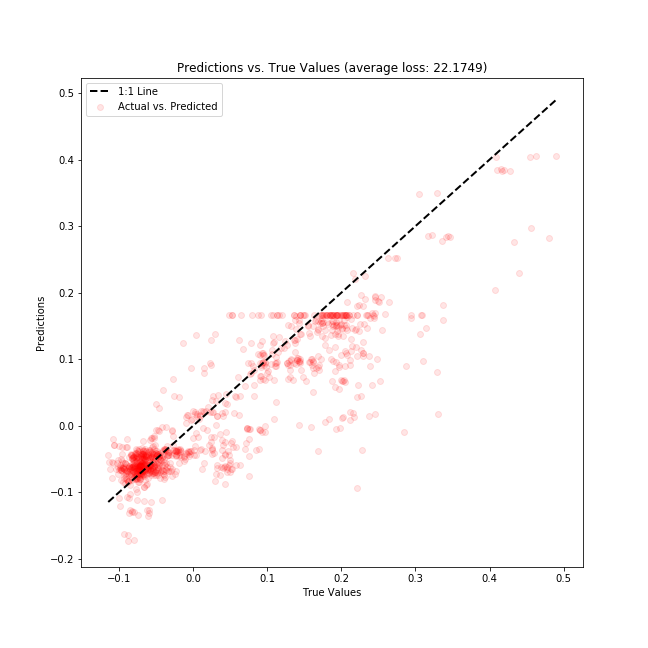 Predictions vs. True Values (average loss: 22.1749)
1:1 Line
Actual vs. Predicted
Predictions
0.5
0.4
0.3
0.2
0.1
0.0
−0.1
−0.2
−0.1 0.0 0.1 0.2 0.3 0.4 0.5
True Values